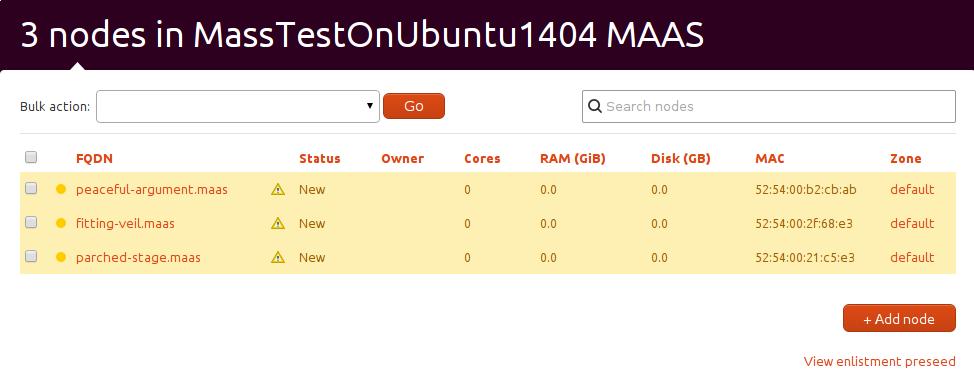 3 nodes in MassTestOnUbuntu1404 MAAS
Bulk action: Go Search nodes
FQDN Status Owner Cores RAM (GiB) Disk (GB) MAC Zone
peaceful-argument.maas New 0 0.0 0.0 52:54:00:b2:cb:ab default
fitting-veil.maas New 0 0.0 0.0 52:54:00:2f:68:e3 default
parched-stage.maas New 0 0.0 0.0 52:54:00:21:c5:e3 default
+ Add node
View enlistment preseed